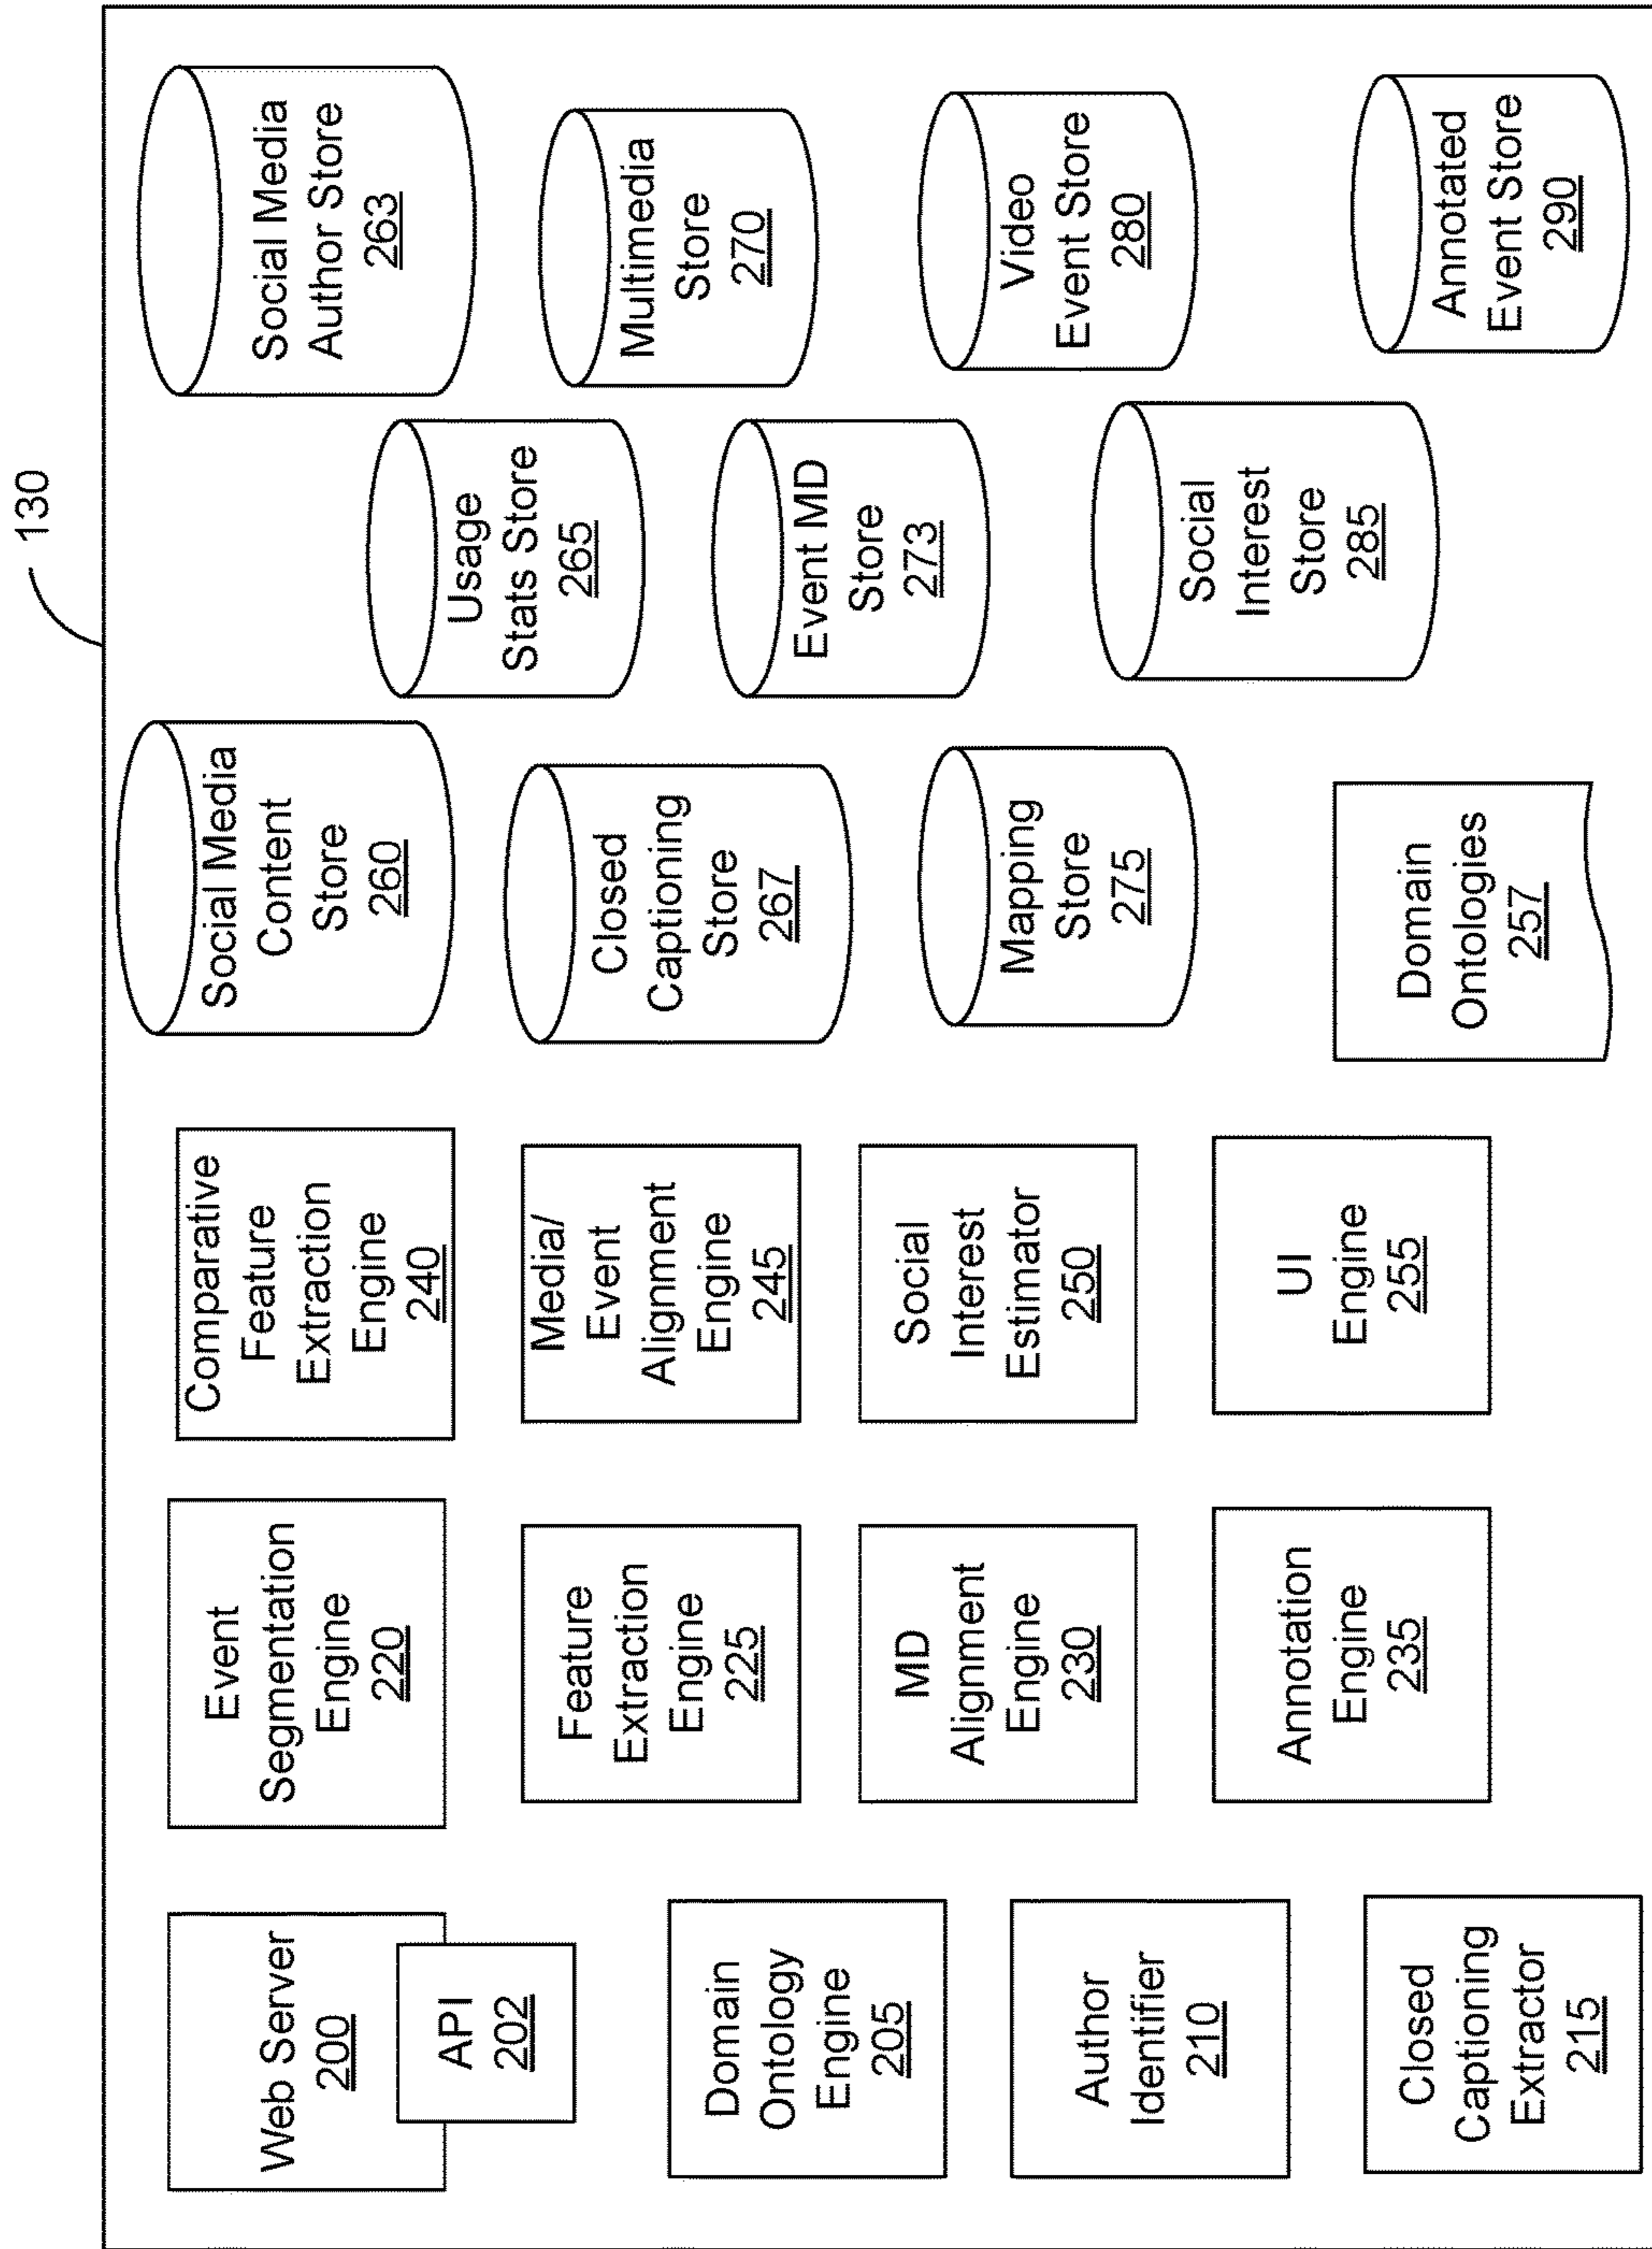 130
Web Server
200
API
202
Domain
Ontology
Engine
205
Author
Identifier
210
Closed
Captioning
Extractor
215
Event
Segmentation
Engine
220
Feature
Extraction
Engine
225
MD
Alignment
Engine
230
Annotation
Engine
235
Comparative
Feature
Extraction
Engine
240
Media/
Event
Alignment
Engine
245
Social
Interest
Estimator
250
UI
Engine
255
Social Media
Content
Store
260
Closed
Captioning
Store
267
Mapping
Store
275
Domain
Ontologies
257
Usage
Stats Store
265
Event MD
Store
273
Social
Interest
Store
285
Social Media
Author Store
263
Multimedia
Store
270
Video
Event Store
280
Annotated
Event Store
290